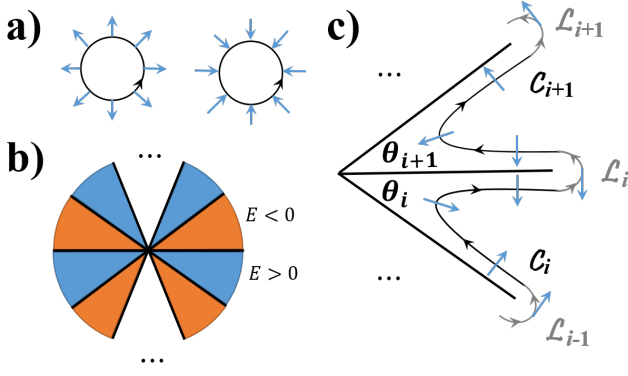 a)
c)
...
𝓛i+1
𝓒i+1
b)
...
θi+1
E < 0
𝓛i
θi
E > 0
𝓒i
...
...
𝓛i-1